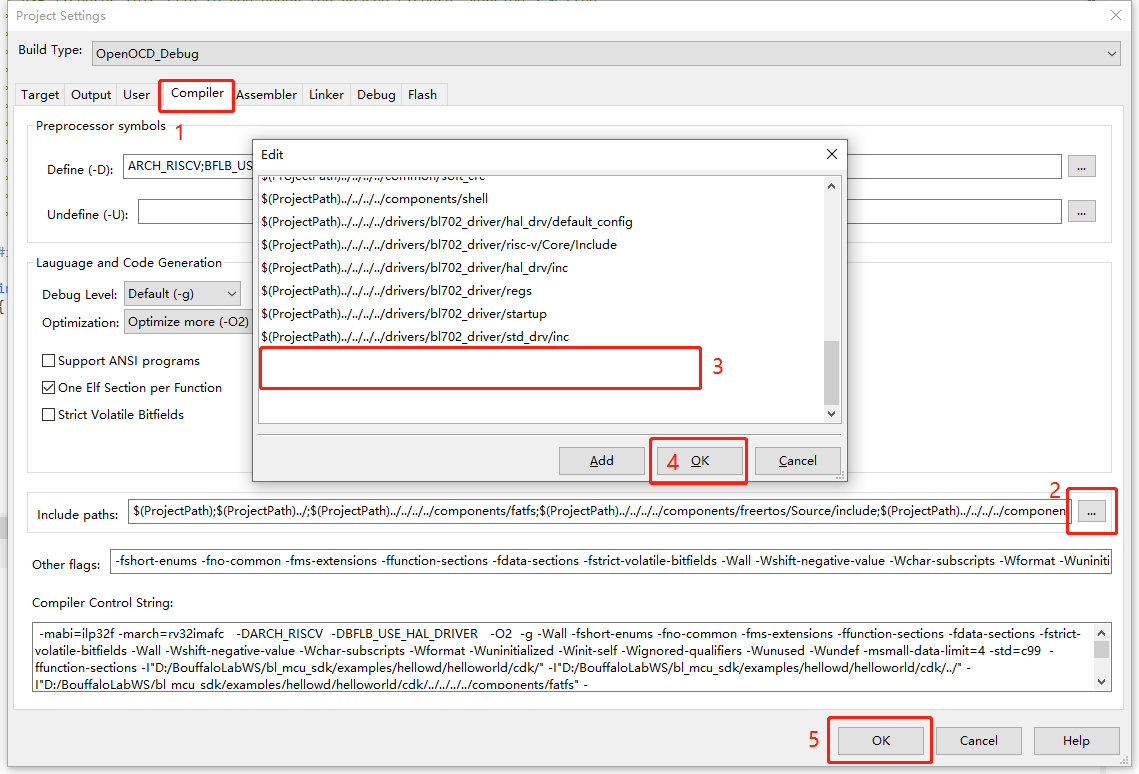 Project Settings
Build Type: OpenOCD_Debug
Target Output User Compiler Assembler Linker Debug Flash
1
Preprocessor symbols
Define (-D): ARCH_RISCV;BFLB_US
...
Undefine (-U):
...
Lauguage and Code Generation
Debug Level: Default (-g)
Optimization: Optimize more (-O2)
Support ANSI programs
One Elf Section per Function
Strict Volatile Bitfields
Edit
$(ProjectPath)../../../../common/soft_crc
$(ProjectPath)../../../../components/shell
$(ProjectPath)../../../../drivers/bl702_driver/hal_drv/default_config
$(ProjectPath)../../../../drivers/bl702_driver/risc-v/Core/Include
$(ProjectPath)../../../../drivers/bl702_driver/hal_drv/inc
$(ProjectPath)../../../../drivers/bl702_driver/regs
$(ProjectPath)../../../../drivers/bl702_driver/startup
$(ProjectPath)../../../../drivers/bl702_driver/std_drv/inc
3
Add 4 OK Cancel
2
Include paths: $(ProjectPath);$(ProjectPath)../;$(ProjectPath)../../../../components/fatfs;$(ProjectPath)../../../../components/freertos/Source/include;$(ProjectPath)../../../../componen
...
Other flags: -fshort-enums -fno-common -fms-extensions -ffunction-sections -fdata-sections -fstrict-volatile-bitfields -Wall -Wshift-negative-value -Wchar-subscripts -Wformat -Wuniniti
Compiler Control String:
-mabi=ilp32f -march=rv32imafc -DARCH_RISCV -DBFLB_USE_HAL_DRIVER -O2 -g -Wall -fshort-enums -fno-common -fms-extensions -ffunction-sections -fdata-sections -fstrict-
volatile-bitfields -Wall -Wshift-negative-value -Wchar-subscripts -Wformat -Wuninitialized -Winit-self -Wignored-qualifiers -Wunused -Wundef -msmall-data-limit=4 -std=c99 -
ffunction-sections -I"D:/BouffaloLabWS/bl_mcu_sdk/examples/hellowd/helloworld/cdk/" -I"D:/BouffaloLabWS/bl_mcu_sdk/examples/hellowd/helloworld/cdk/../" -
I"D:/BouffaloLabWS/bl_mcu_sdk/examples/hellowd/helloworld/cdk/../../../../components/fatfs" -
5 OK Cancel Help